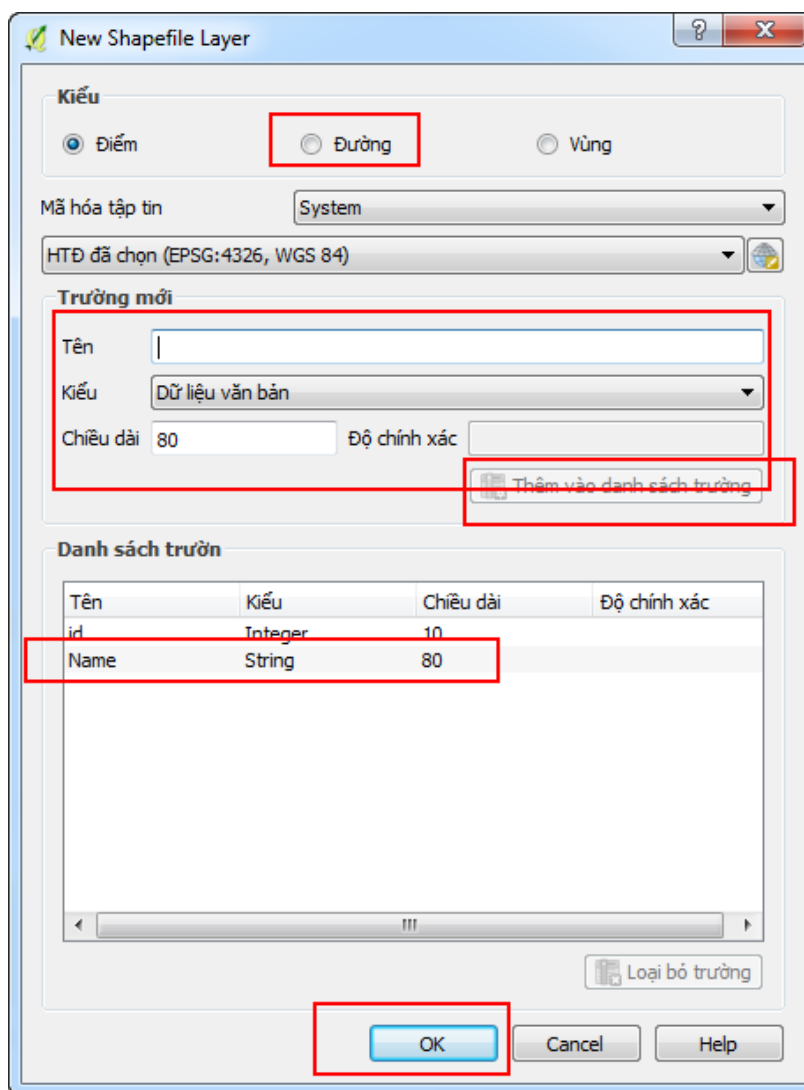 New Shapefile Layer
Kiểu
Điểm Đường Vùng
Mã hóa tập tin System
HTĐ đã chọn (EPSG:4326, WGS 84)
Trường mới
Tên
Kiểu Dữ liệu văn bản
Chiều dài 80 Độ chính xác
Thêm vào danh sách trường
Danh sách trườn
Tên Kiểu Chiều dài Độ chính xác
id Integer 10
Name String 80
Loại bỏ trường
OK Cancel Help